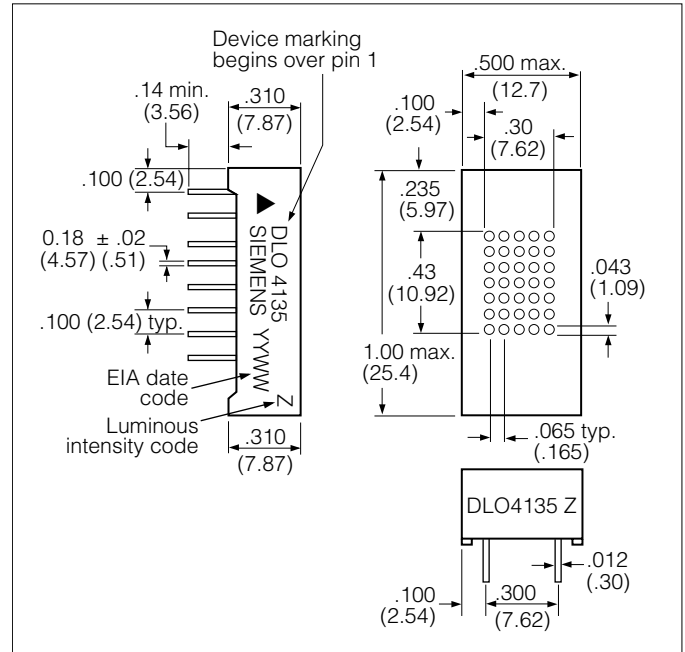 Device marking
begins over pin 1
.14 min.
(3.56)
.310
(7.87)
.100 (2.54)
0.18 ± .02
(4.57) (.51)
.100 (2.54) typ.
EIA date
code
Luminous
intensity code
DLO 4135
SIEMENS YYWW
Z
.310
(7.87)
.500 max.
(12.7)
.100
(2.54)
.30
(7.62)
.235
(5.97)
.43
(10.92)
.043
(1.09)
1.00 max.
(25.4)
.065 typ.
(.165)
DLO4135 Z
.012
(.30)
.100
(2.54)
.300
(7.62)